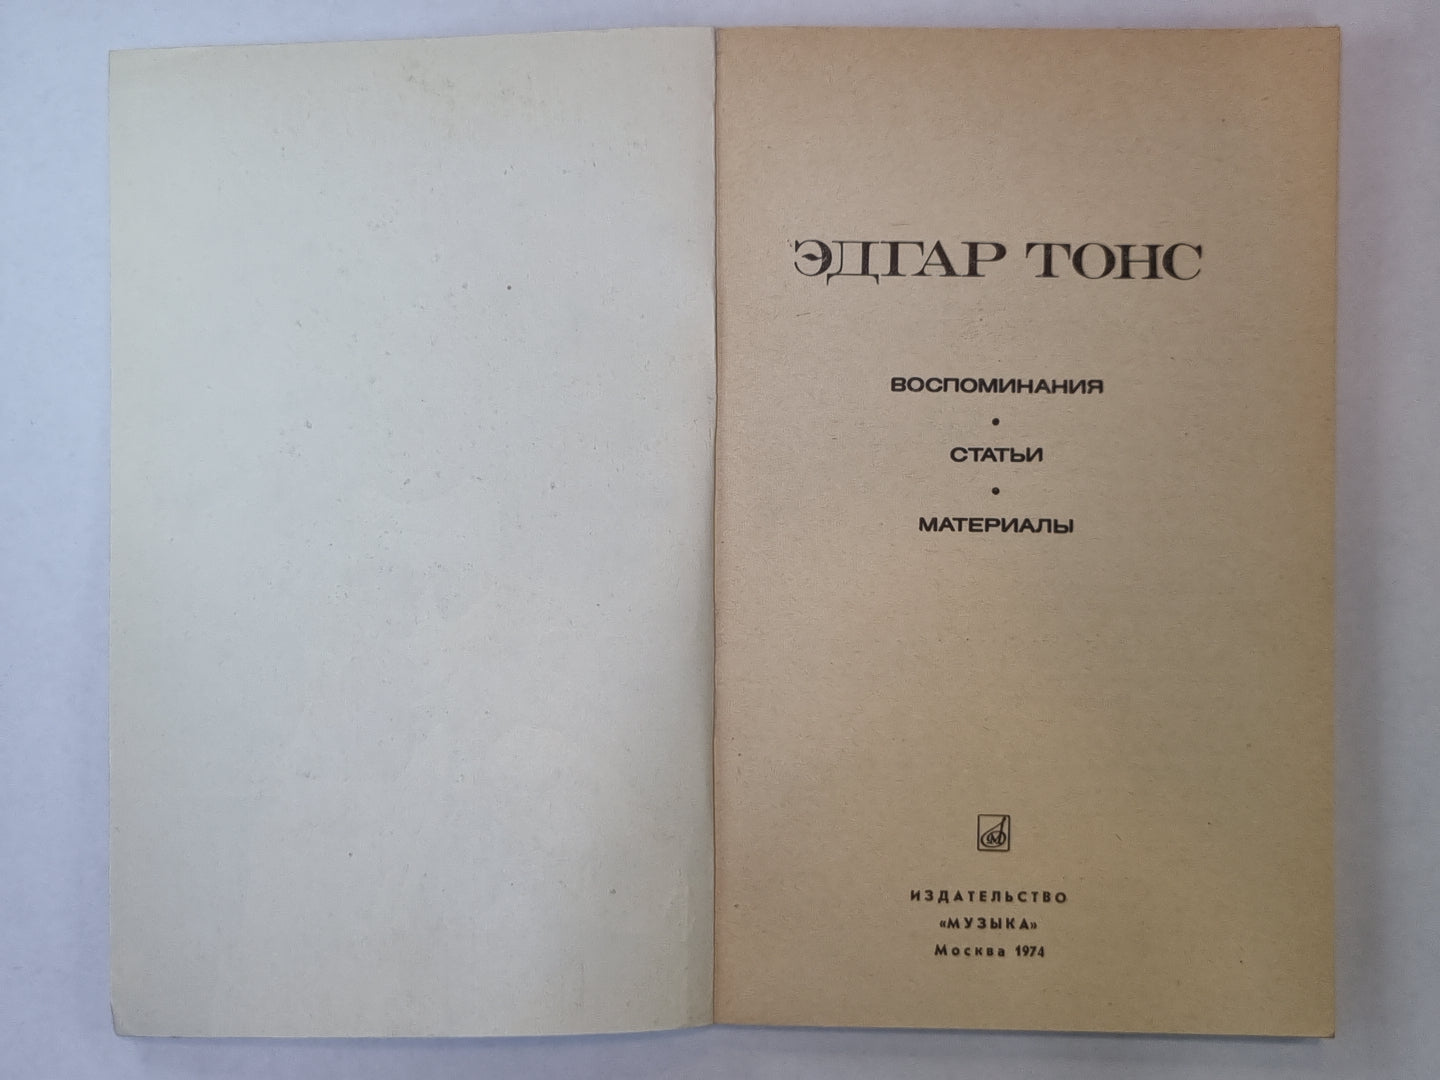 ЭДГАР ТОНС
ВОСПОМИНАНИЯ
•
СТАТЬИ
•
МАТЕРИАЛЫ
М
ИЗДАТЕЛЬСТВО
«МУЗЫКА»
Москва 1974